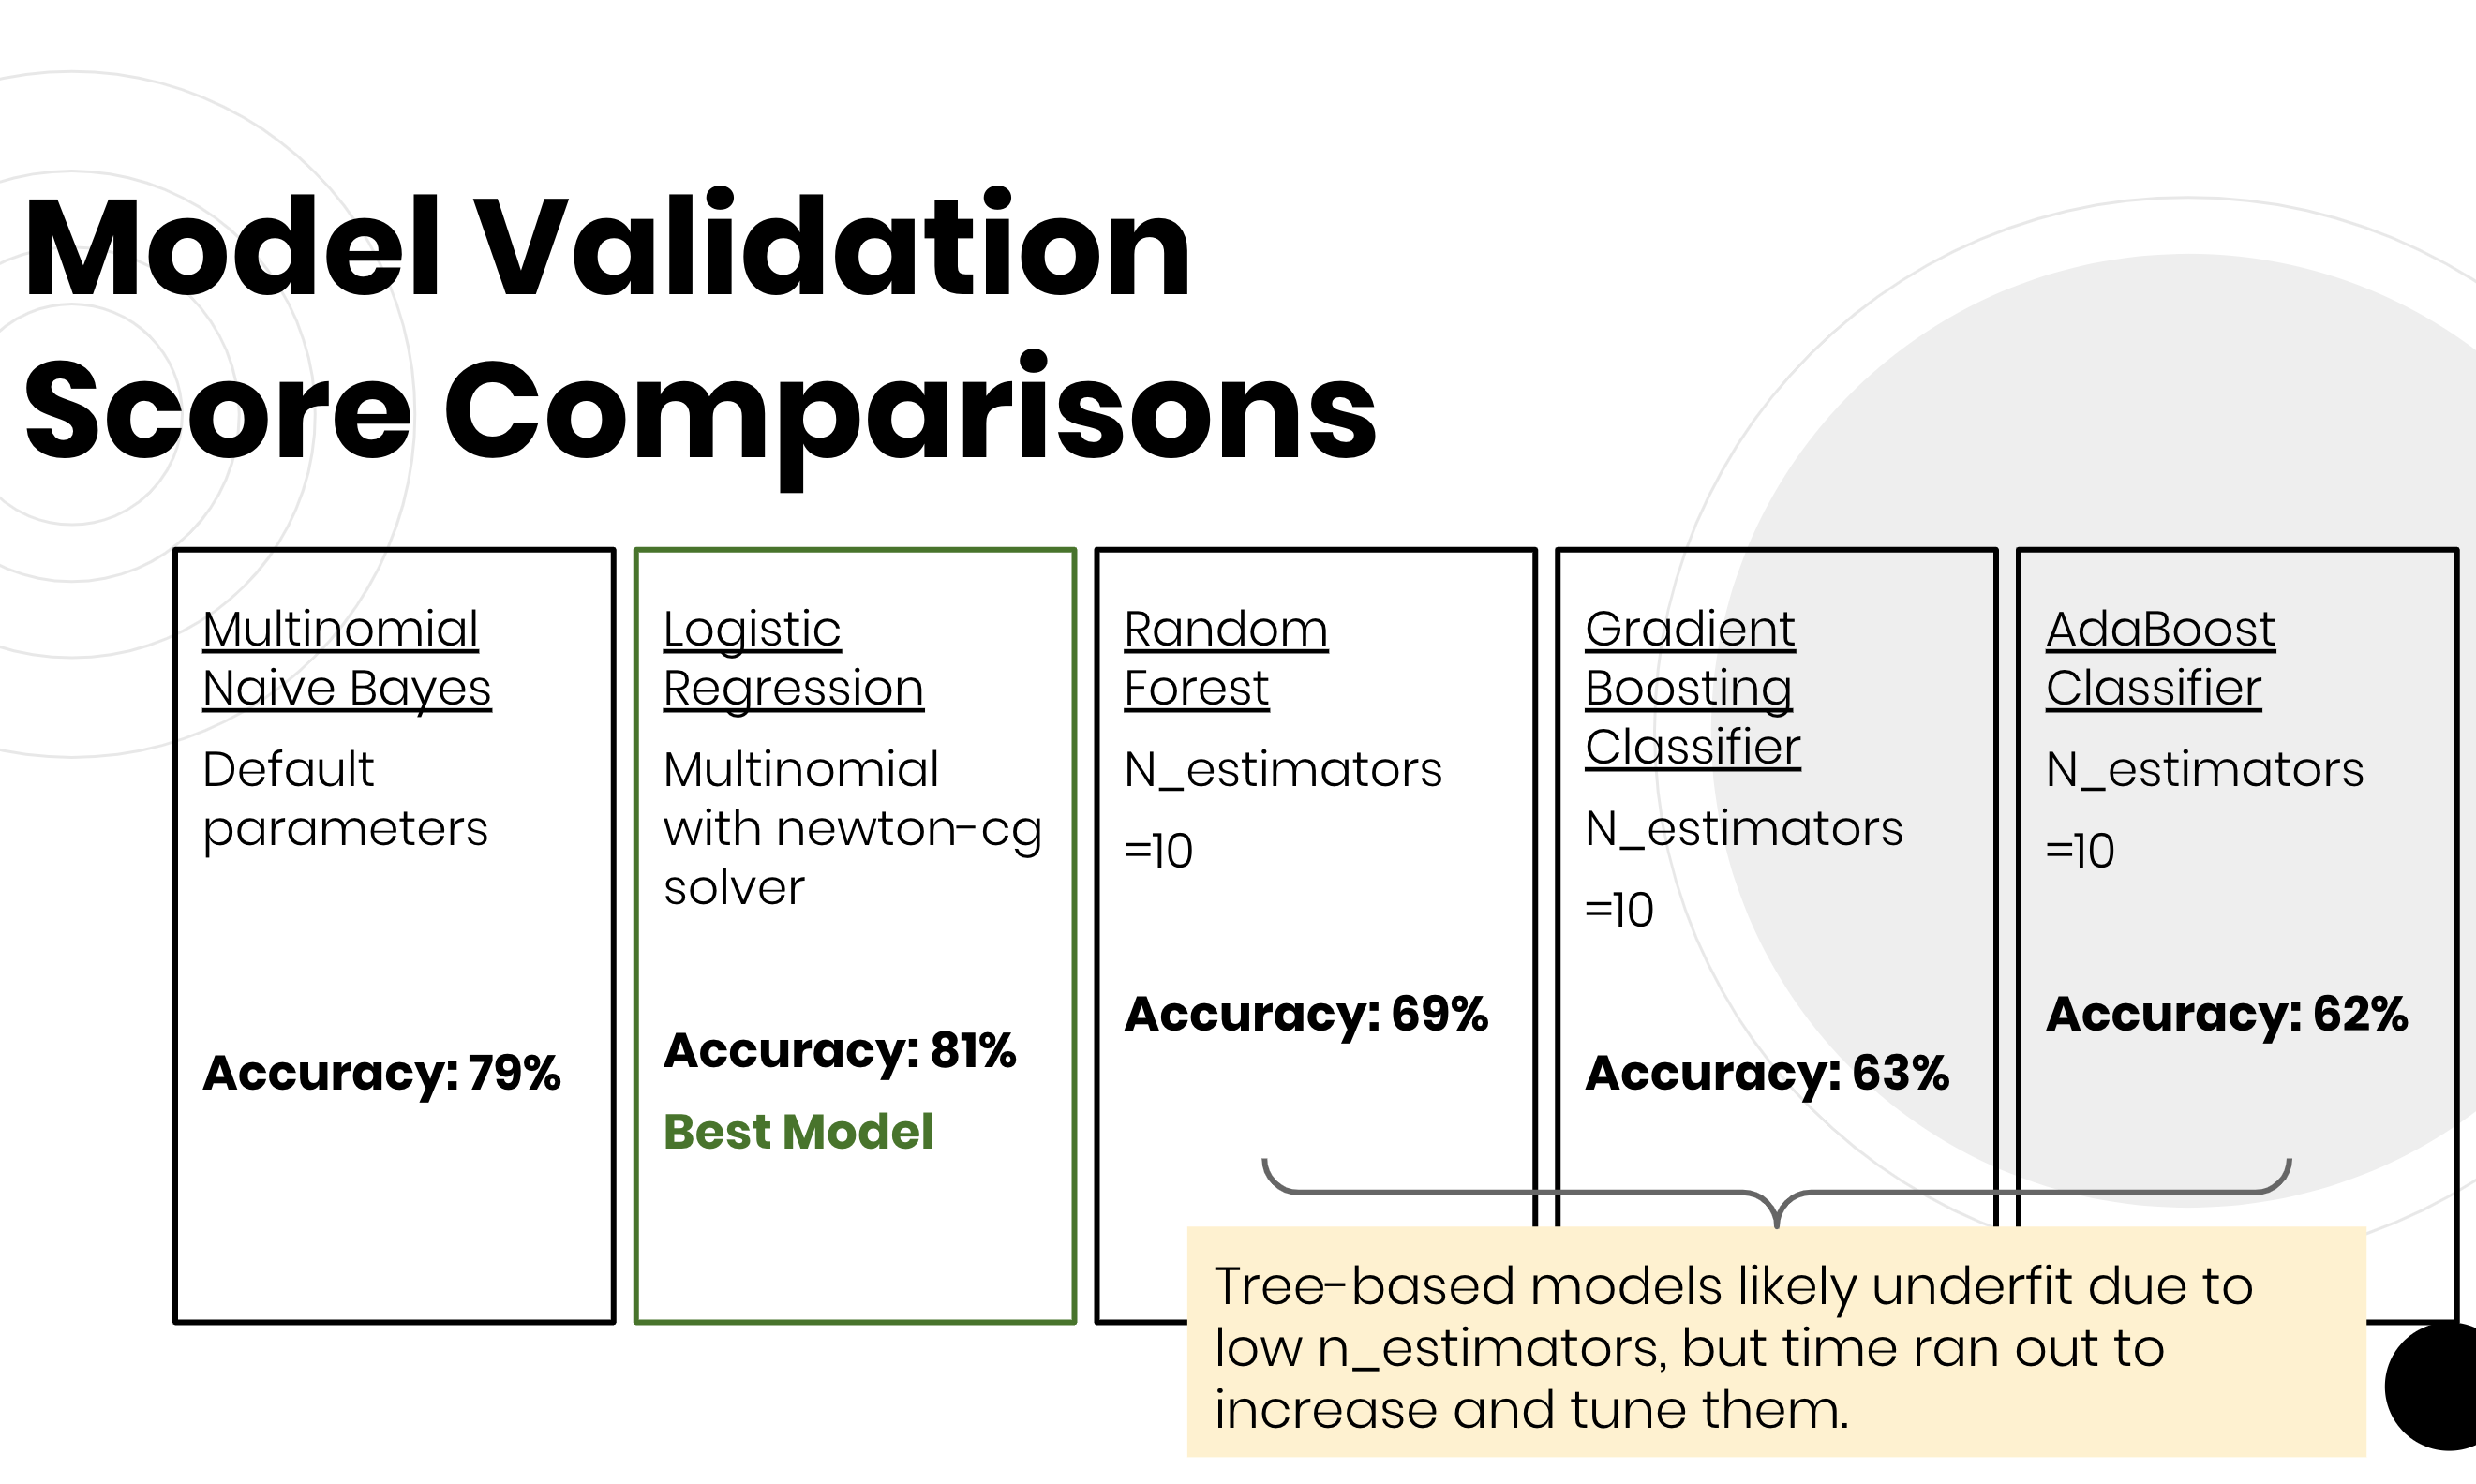 Model Validation
Score Comparisons
Multinomial
Naive Bayes
Default
parameters
Accuracy: 79%
Logistic
Regression
Multinomial
with newton-cg
solver
Accuracy: 81%
Best Model
Random
Forest
N_estimators
=10
Accuracy: 69%
Gradient
Boosting
Classifier
N_estimators
=10
Accuracy: 63%
AdaBoost
Classifier
N_estimators
=10
Accuracy: 62%
Tree-based models likely underfit due to
low n_estimators, but time ran out to
increase and tune them.